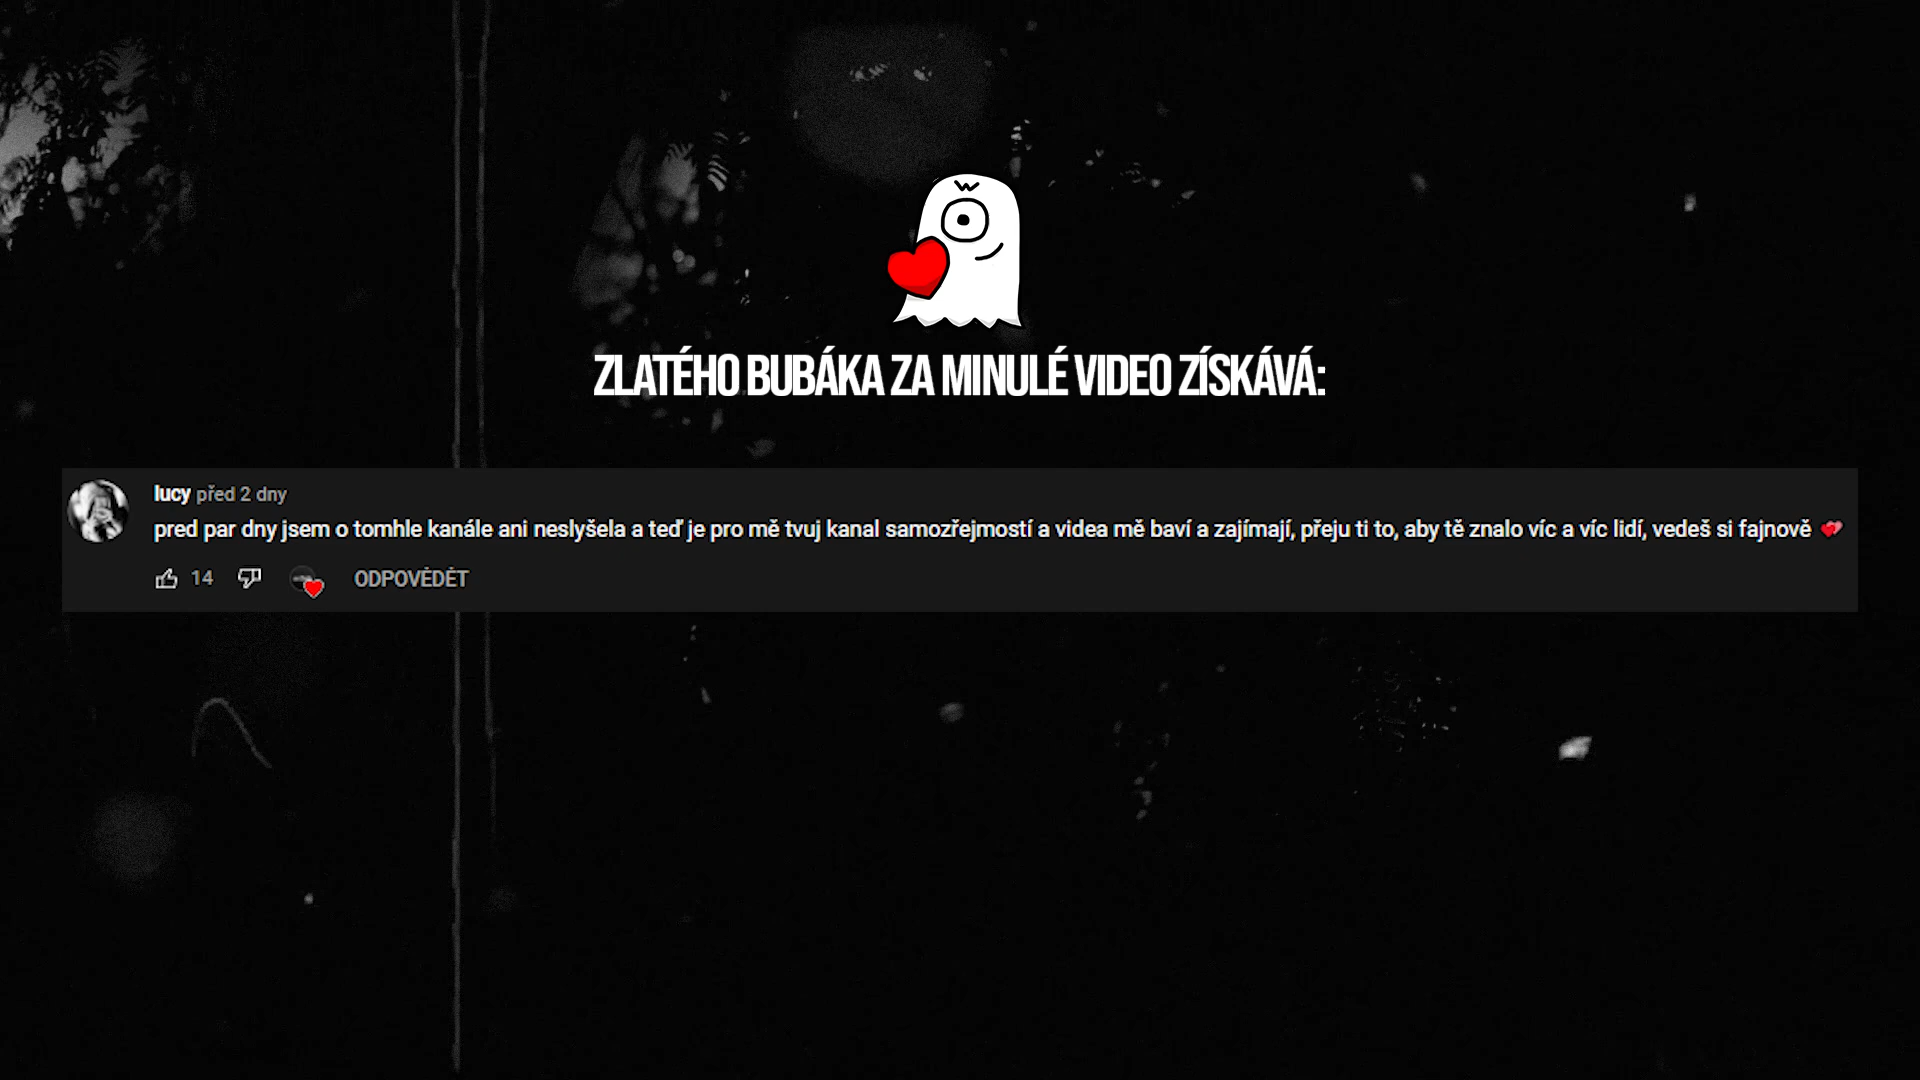 ZLATÉHO BUBÁKA ZA MINULÉ VIDEO ZÍSKÁVÁ:
lucy před 2 dny
pred par dny jsem o tomhle kanále ani neslyšela a teď je pro mě tvuj kanal samozřejmostí a videa mě baví a zajímají, přeju ti to, aby tě znalo víc a víc lidí, vedeš si fajnově 💕
14 ODPOVĚDĚT